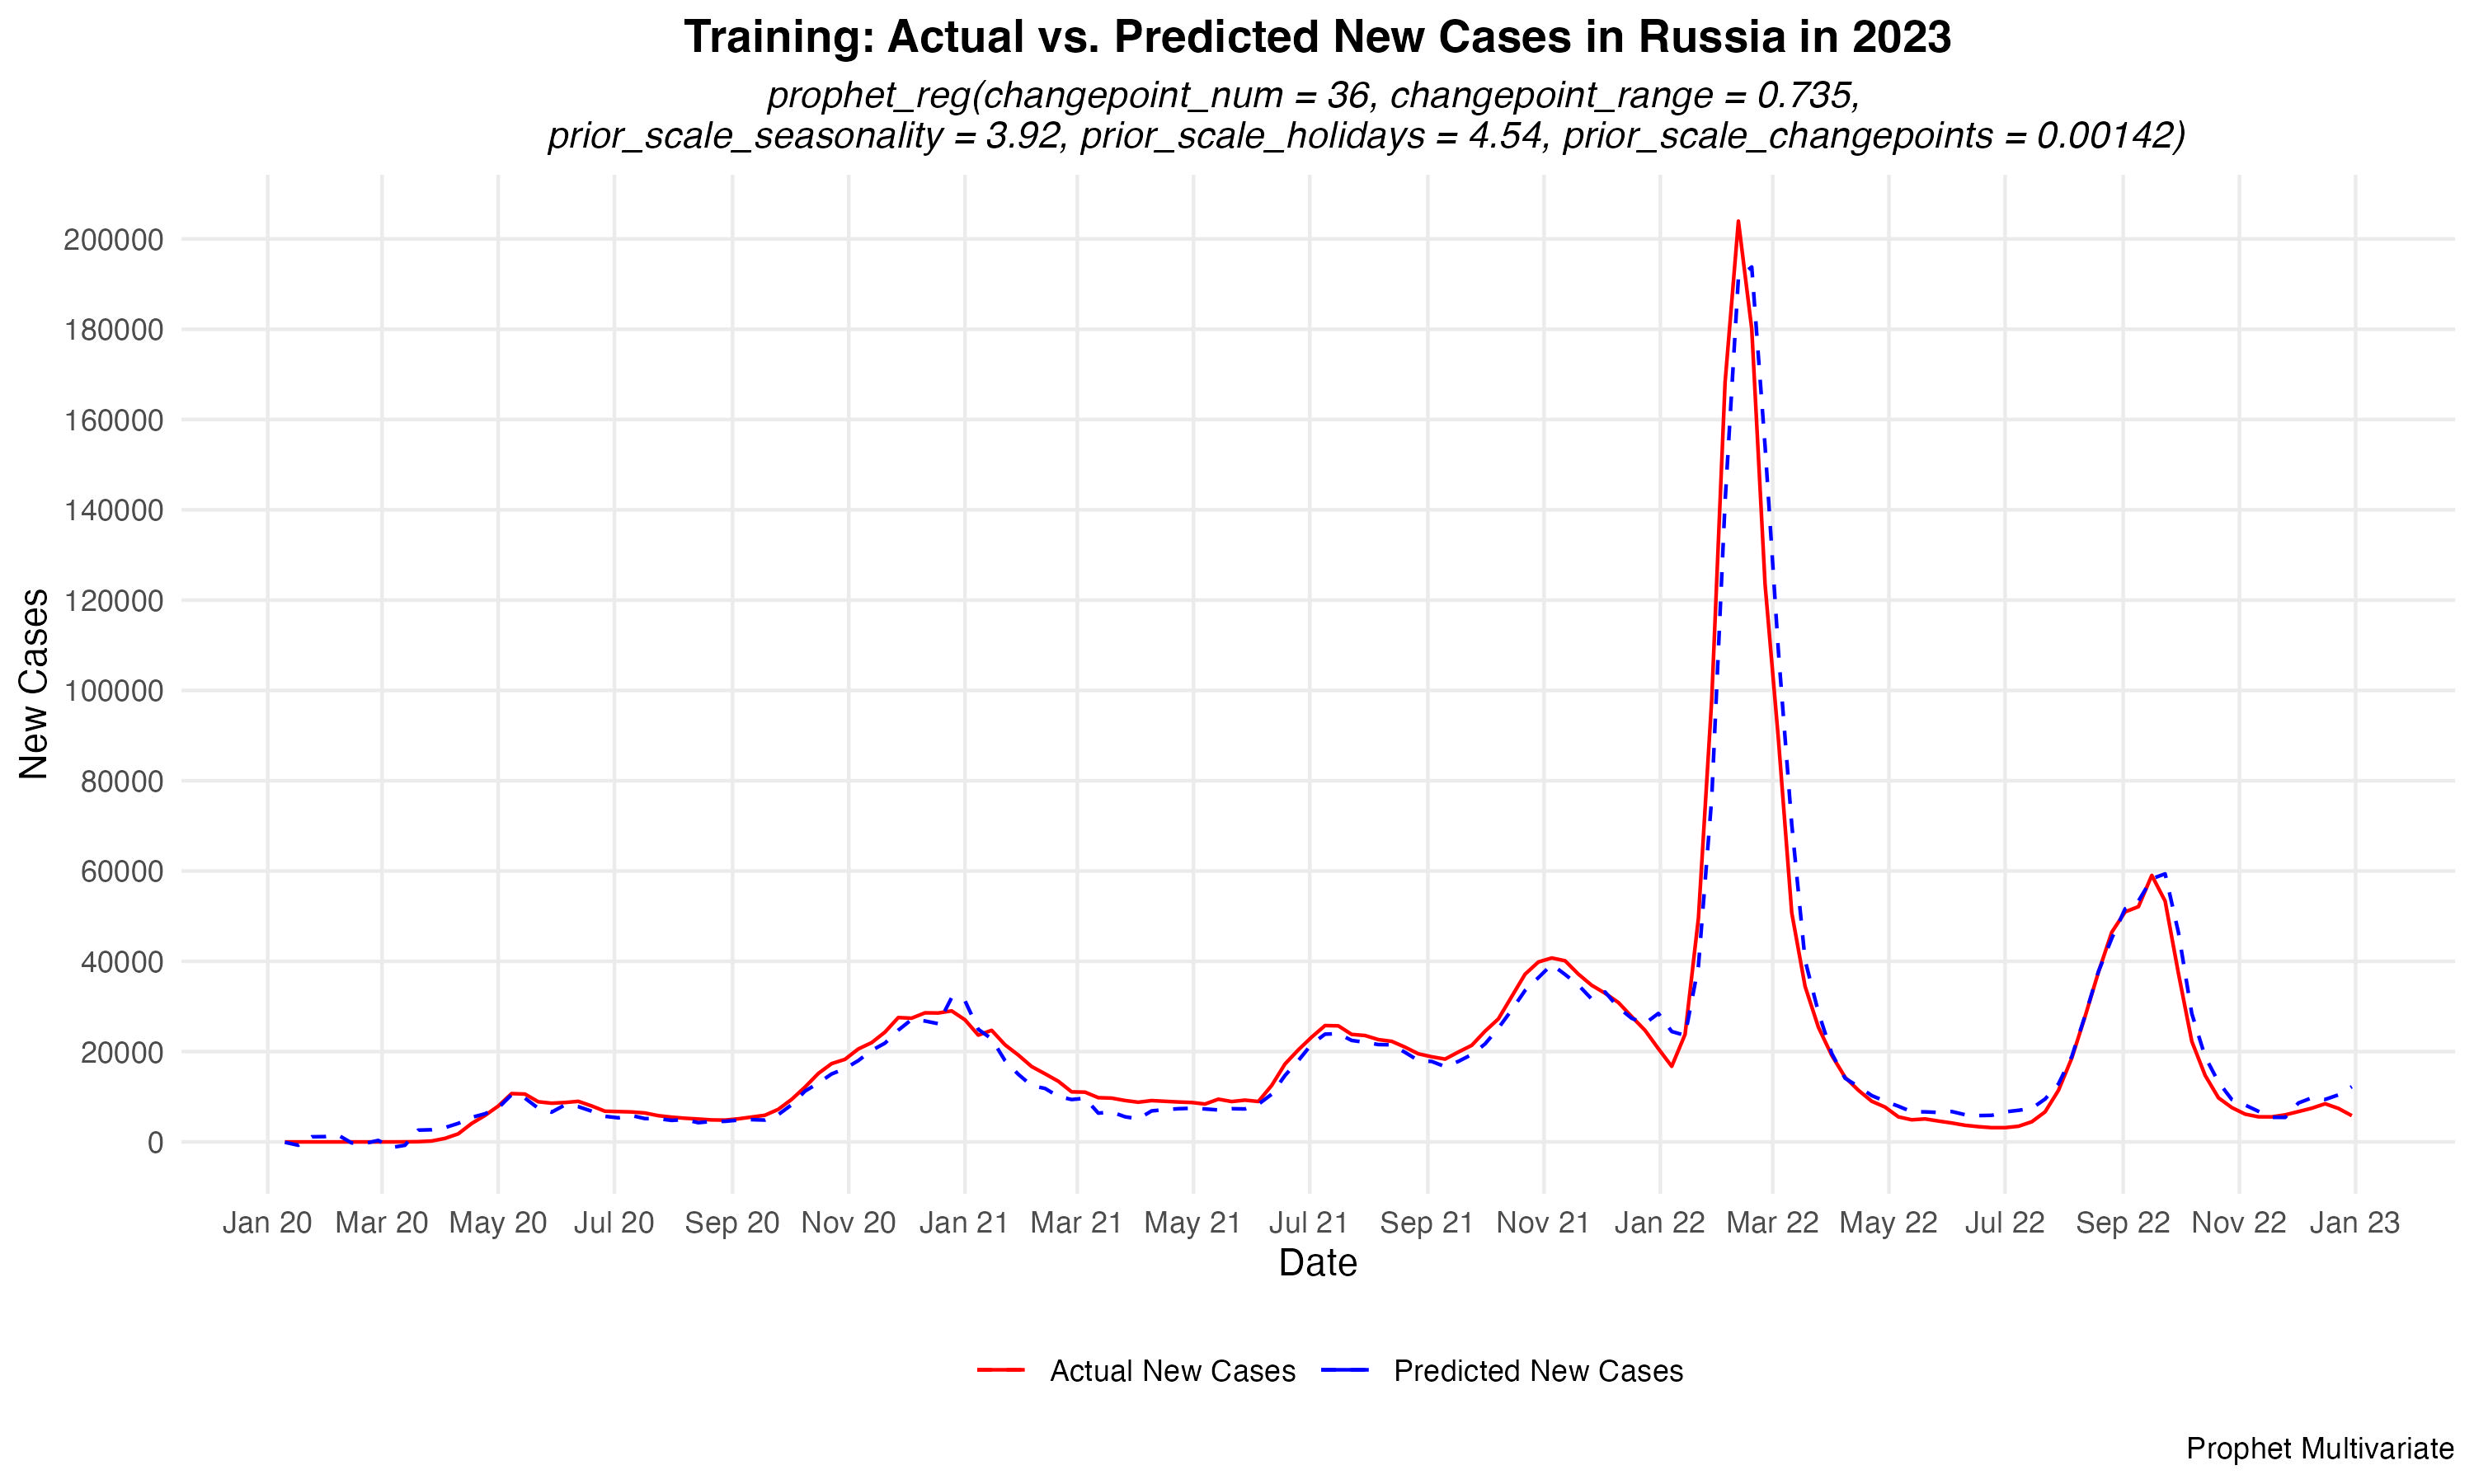 Training: Actual vs. Predicted New Cases in Russia in 2023
prophet_reg(changepoint_num = 36, changepoint_range = 0.735,
prior_scale_seasonality = 3.92, prior_scale_holidays = 4.54, prior_scale_changepoints = 0.00142)
New Cases
200000
180000
160000
140000
120000
100000
80000
60000
40000
20000
0
Jan 20 Mar 20 May 20 Jul 20 Sep 20 Nov 20 Jan 21 Mar 21 May 21 Jul 21 Sep 21 Nov 21 Jan 22 Mar 22 May 22 Jul 22 Sep 22 Nov 22 Jan 23
Date
Actual New Cases Predicted New Cases
Prophet Multivariate